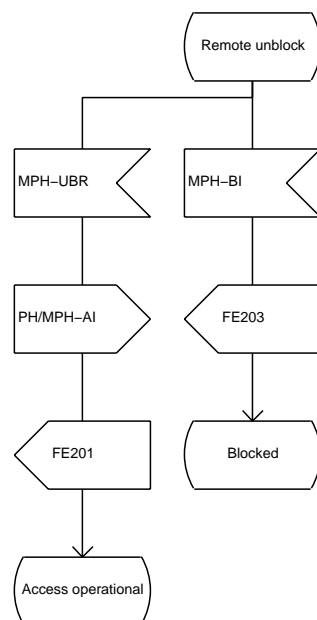 Remote unblock
MPH−UBR
MPH−BI
PH/MPH−AI
FE203
FE201
Blocked
Access operational